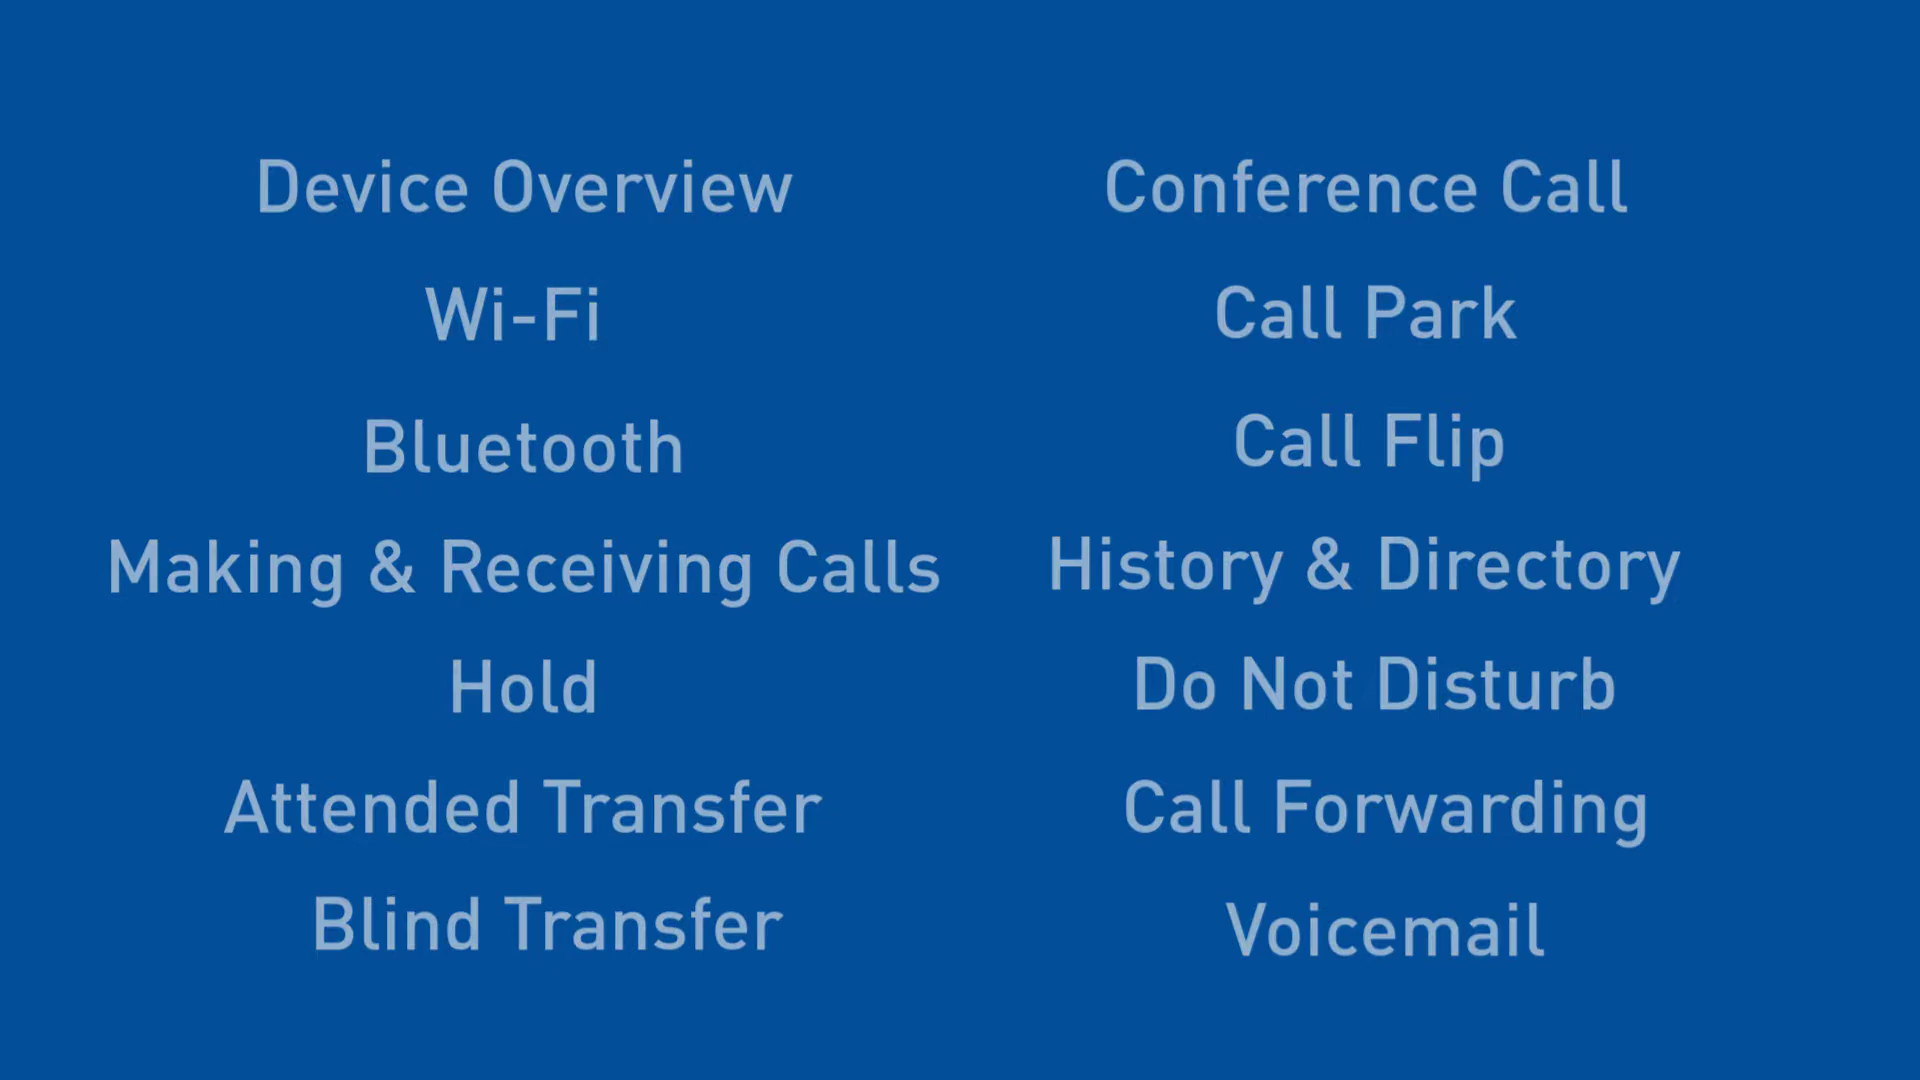 Device Overview
Wi-Fi
Bluetooth
Making & Receiving Calls
Hold
Attended Transfer
Blind Transfer
Conference Call
Call Park
Call Flip
History & Directory
Do Not Disturb
Call Forwarding
Voicemail